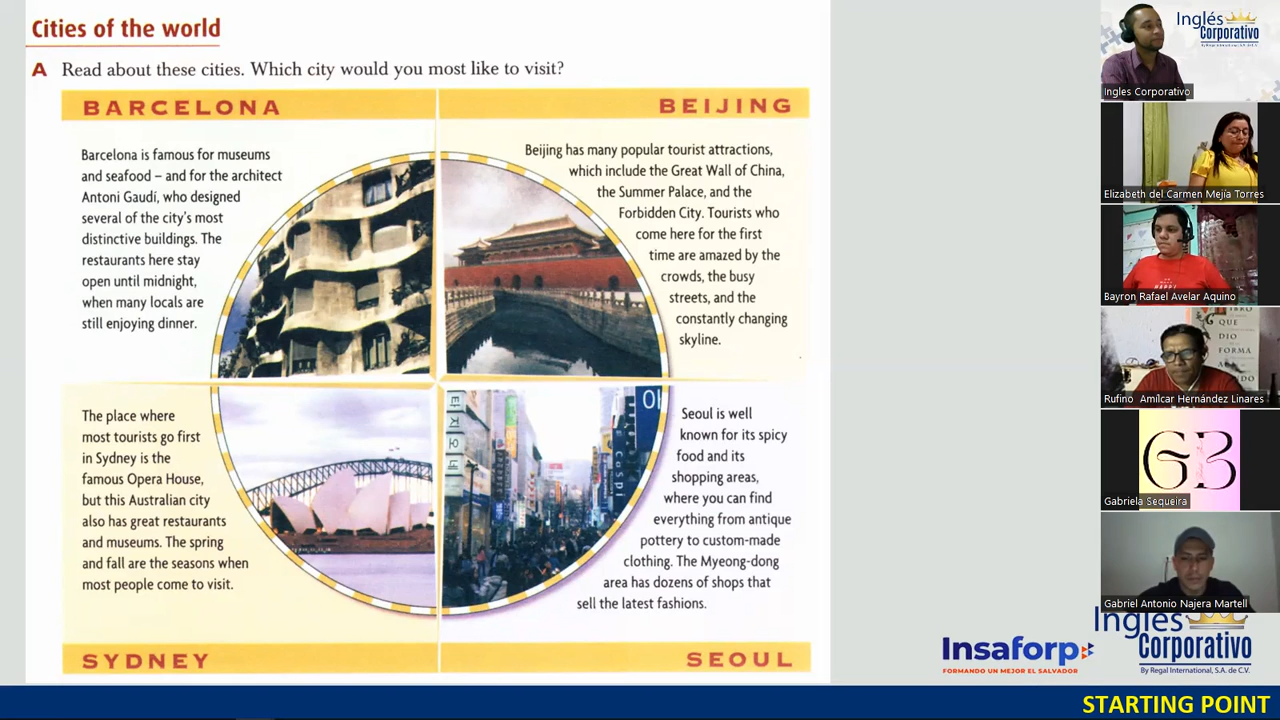 Cities of the world
A Read about these cities. Which city would you most like to visit?
BARCELONA
Barcelona is famous for museums
and seafood – and for the architect
Antoni Gaudí, who designed
several of the city's most
distinctive buildings. The
restaurants here stay
open until midnight,
when many locals are
still enjoying dinner.
BEIJING
Beijing has many popular tourist attractions,
which include the Great Wall of China,
the Summer Palace, and the
Forbidden City. Tourists who
come here for the first
time are amazed by the
crowds, the busy
streets, and the
constantly changing
skyline.
The place where
most tourists go first
in Sydney is the
famous Opera House,
but this Australian city
also has great restaurants
and museums. The spring
and fall are the seasons when
most people come to visit.
SYDNEY
Seoul is well
known for its spicy
food and its
shopping areas,
where you can find
everything from antique
pottery to custom-made
clothing. The Myeong-dong
area has dozens of shops that
sell the latest fashions.
SEOUL
Inglés
Corporativo
Ingles Corporativo
Elizabeth del Carmen Mejía Torres
Bayron Rafael Avelar Aquino
QUE
DIO
FORMA
Rufino Amílcar Hernández Linares
GB
Gabriela Sequeira
Gabriel Antonio Najera Martell
Insaforp
FORMANDO UN MEJOR EL SALVADOR
Inglés
Corporativo
By Regal International, S.A. de C.V.
STARTING POINT